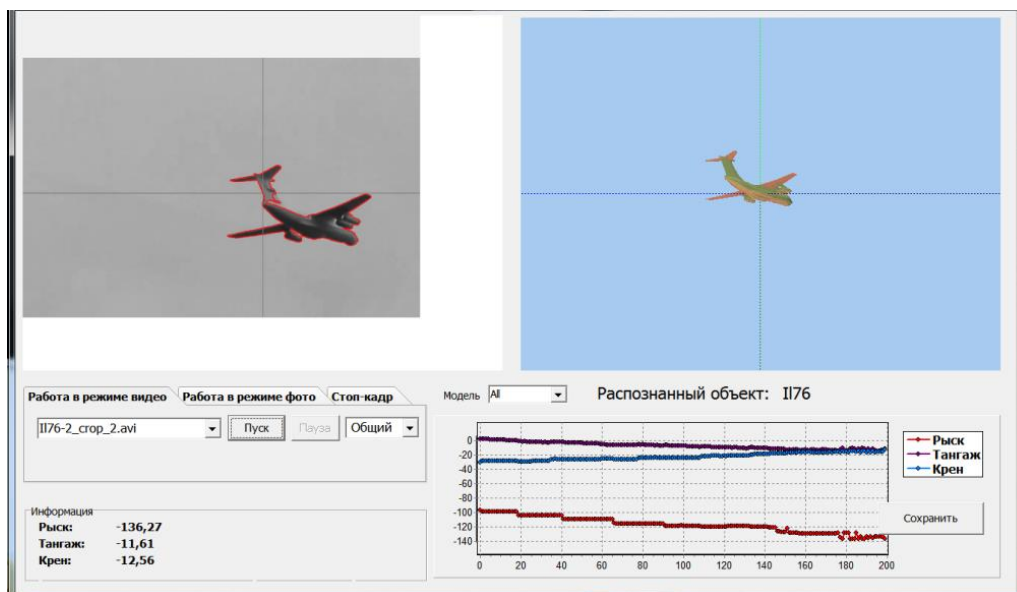 Работа в режиме видео Работа в режиме фото Стоп-кадр
Il76-2_crop_2.avi Пуск Пауза Общий
Информация
Рыск: -136,27
Тангаж: -11,61
Крен: -12,56
Модель All Распознанный объект: Il76
0
-20
-40
-60
-80
-100
-120
-140
0 20 40 60 80 100 120 140 160 180 200
Рыск
Тангаж
Крен
Сохранить